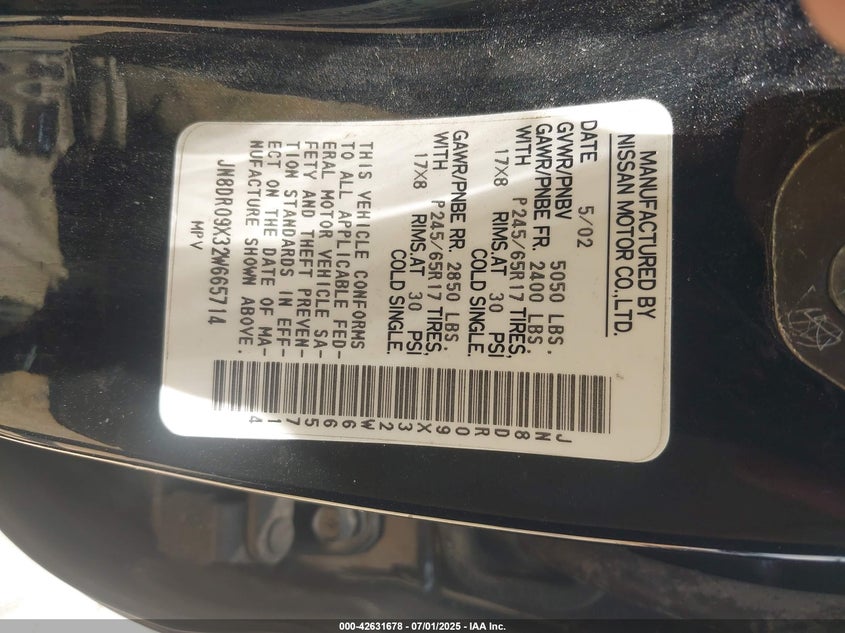 MANUFACTURED BY
NISSAN MOTOR CO.,LTD.
DATE 5/02
GVWR/PNBV 5050 LBS.
GAWR/PNBE FR. 2400 LBS.
WITH P245/65R17 TIRES,
17X8 RIMS,AT 30 PSI
COLD SINGLE.
GAWR/PNBE RR. 2850 LBS.
WITH P245/65R17 TIRES,
17X8 RIMS,AT 30 PSI
COLD SINGLE.
THIS VEHICLE CONFORMS
TO ALL APPLICABLE FED-
ERAL MOTOR VEHICLE SA-
FETY AND THEFT PREVEN-
TION STANDARDS IN EFF-
ECT ON THE DATE OF MA-
NUFACTURE SHOWN ABOVE.
JN8DR09X32W665714
MPV
JN8DR09X32W665714
000-42631678 - 07/01/2025 - IAA Inc.